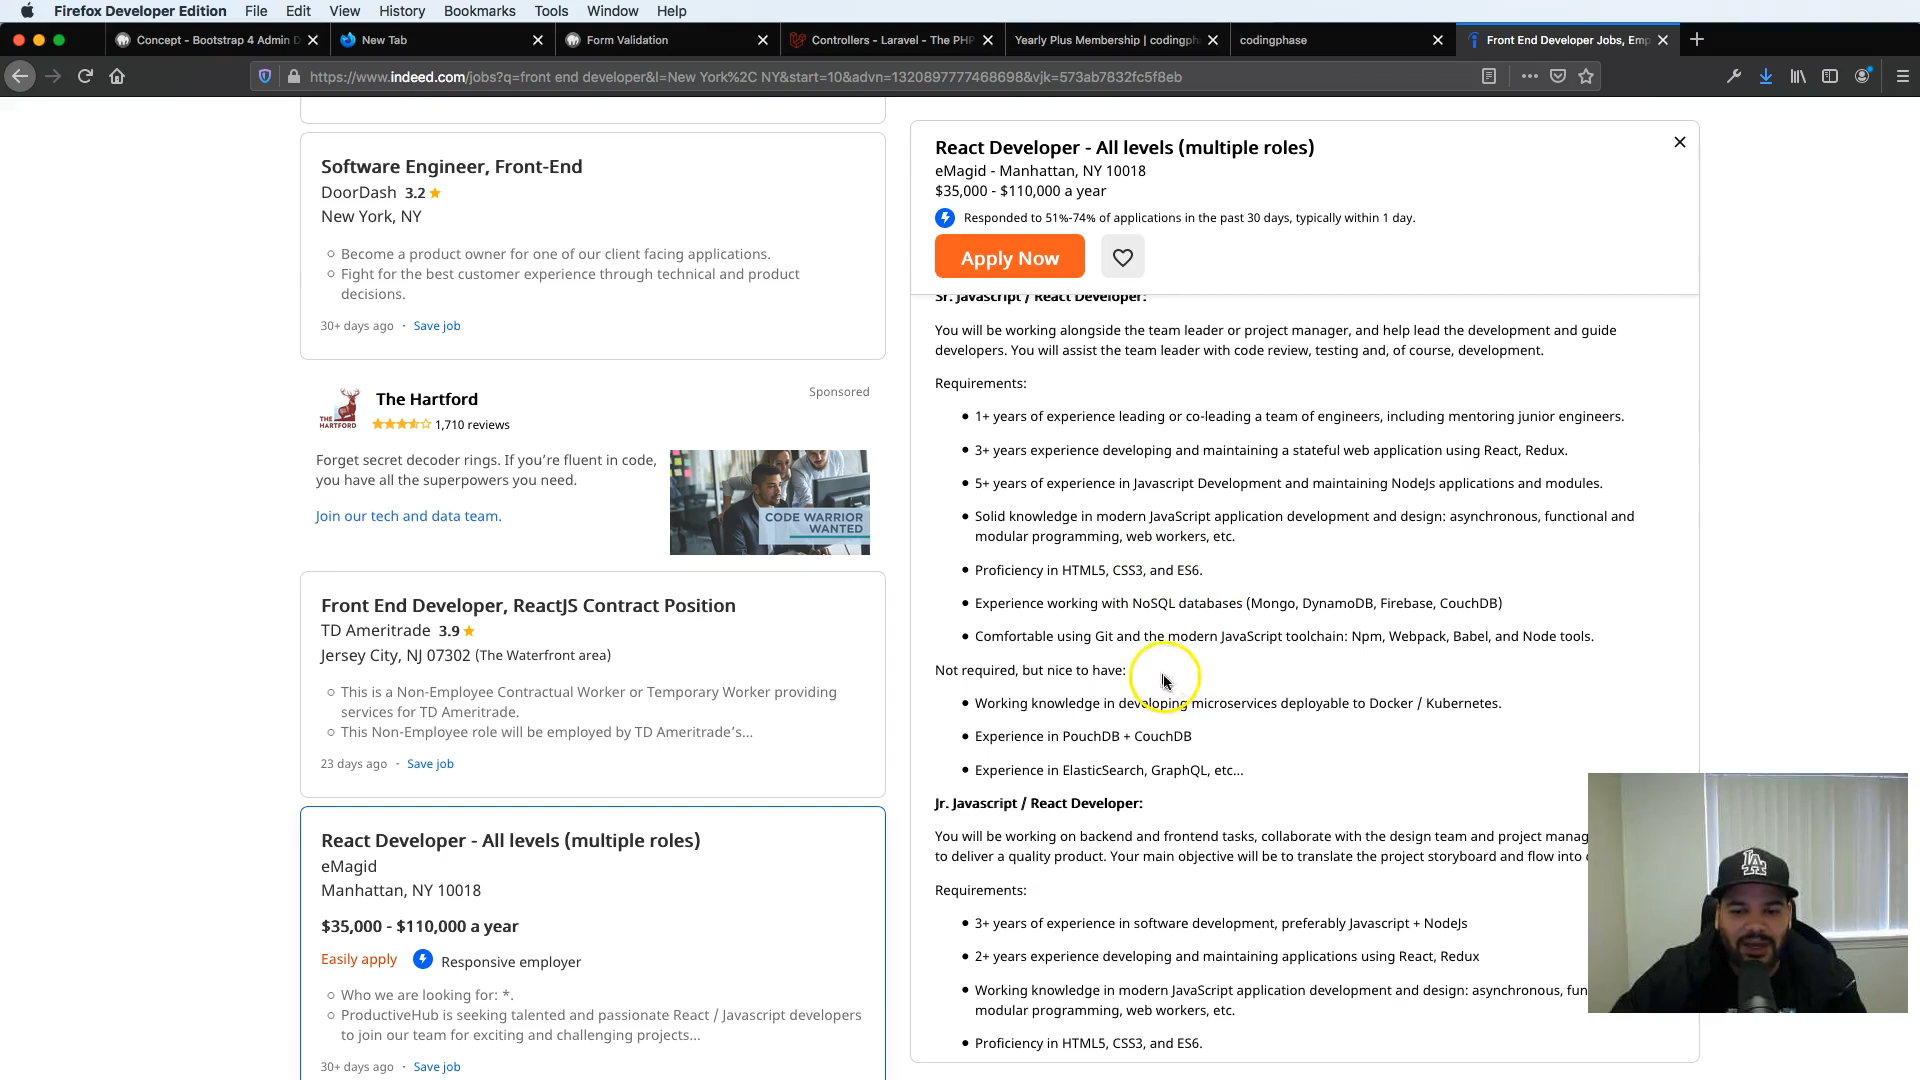 Firefox Developer Edition File Edit View History Bookmarks Tools Window Help
Concept - Bootstrap 4 Admin D
New Tab
Form Validation
Controllers - Laravel - The PHP
Yearly Plus Membership | codingph
codingphase
Front End Developer Jobs, Emp
https://www.indeed.com/jobs?q=front end developer&l=New York%2C NY&start=10&advn=1320897777468698&vjk=573ab7832fc5f8eb
Software Engineer, Front-End
DoorDash 3.2
New York, NY
Become a product owner for one of our client facing applications.
Fight for the best customer experience through technical and product
decisions.
30+ days ago · Save job
The Hartford
Sponsored
THE
HARTFORD
1,710 reviews
Forget secret decoder rings. If you’re fluent in code,
you have all the superpowers you need.
Join our tech and data team.
CODE WARRIOR
WANTED
Front End Developer, ReactJS Contract Position
TD Ameritrade 3.9
Jersey City, NJ 07302 (The Waterfront area)
This is a Non-Employee Contractual Worker or Temporary Worker providing
services for TD Ameritrade.
This Non-Employee role will be employed by TD Ameritrade’s...
23 days ago · Save job
React Developer - All levels (multiple roles)
eMagid
Manhattan, NY 10018
$35,000 - $110,000 a year
Easily apply Responsive employer
Who we are looking for: *.
ProductiveHub is seeking talented and passionate React / Javascript developers
to join our team for exciting and challenging projects...
30+ days ago · Save job
React Developer - All levels (multiple roles)
eMagid - Manhattan, NY 10018
$35,000 - $110,000 a year
Responded to 51%-74% of applications in the past 30 days, typically within 1 day.
Apply Now
Sr. Javascript / React Developer:
You will be working alongside the team leader or project manager, and help lead the development and guide
developers. You will assist the team leader with code review, testing and, of course, development.
Requirements:
1+ years of experience leading or co-leading a team of engineers, including mentoring junior engineers.
3+ years experience developing and maintaining a stateful web application using React, Redux.
5+ years of experience in Javascript Development and maintaining NodeJs applications and modules.
Solid knowledge in modern JavaScript application development and design: asynchronous, functional and
modular programming, web workers, etc.
Proficiency in HTML5, CSS3, and ES6.
Experience working with NoSQL databases (Mongo, DynamoDB, Firebase, CouchDB)
Comfortable using Git and the modern JavaScript toolchain: Npm, Webpack, Babel, and Node tools.
Not required, but nice to have:
Working knowledge in developing microservices deployable to Docker / Kubernetes.
Experience in PouchDB + CouchDB
Experience in ElasticSearch, GraphQL, etc...
Jr. Javascript / React Developer:
You will be working on backend and frontend tasks, collaborate with the design team and project manag
to deliver a quality product. Your main objective will be to translate the project storyboard and flow into
Requirements:
3+ years of experience in software development, preferably Javascript + NodeJs
2+ years experience developing and maintaining applications using React, Redux
Working knowledge in modern JavaScript application development and design: asynchronous, fun
modular programming, web workers, etc.
Proficiency in HTML5, CSS3, and ES6.
LA